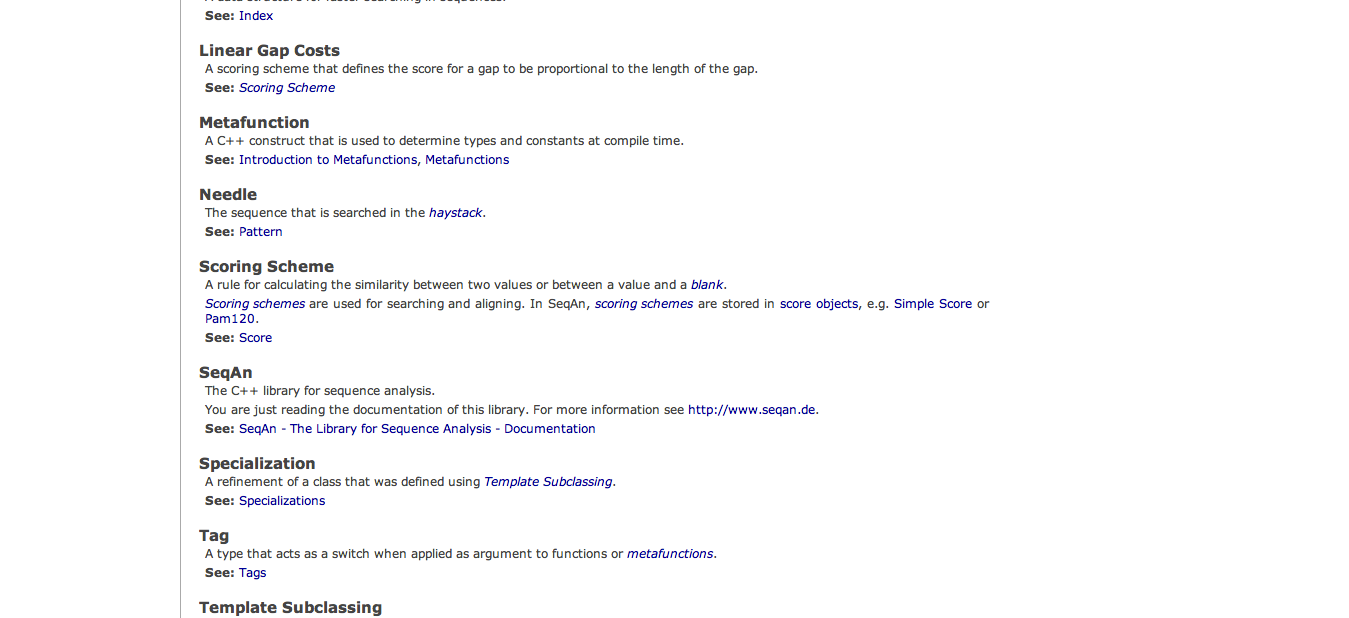 See: Index
Linear Gap Costs
A scoring scheme that defines the score for a gap to be proportional to the length of the gap.
See: Scoring Scheme
Metafunction
A C++ construct that is used to determine types and constants at compile time.
See: Introduction to Metafunctions, Metafunctions
Needle
The sequence that is searched in the haystack.
See: Pattern
Scoring Scheme
A rule for calculating the similarity between two values or between a value and a blank.
Scoring schemes are used for searching and aligning. In SeqAn, scoring schemes are stored in score objects, e.g. Simple Score or
Pam120.
See: Score
SeqAn
The C++ library for sequence analysis.
You are just reading the documentation of this library. For more information see http://www.seqan.de.
See: SeqAn - The Library for Sequence Analysis - Documentation
Specialization
A refinement of a class that was defined using Template Subclassing.
See: Specializations
Tag
A type that acts as a switch when applied as argument to functions or metafunctions.
See: Tags
Template Subclassing